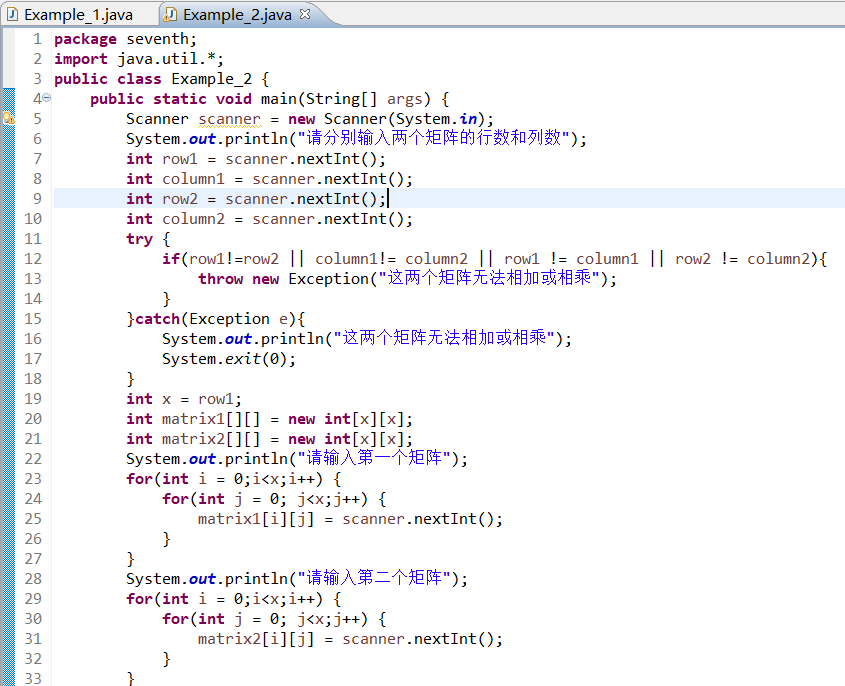 Example_1.java Example_2.java
1 package seventh;
2 import java.util.*;
3 public class Example_2 {
4 public static void main(String[] args) {
5 Scanner scanner = new Scanner(System.in);
6 System.out.println("请分别输入两个矩阵的行数和列数");
7 int row1 = scanner.nextInt();
8 int column1 = scanner.nextInt();
9 int row2 = scanner.nextInt();
10 int column2 = scanner.nextInt();
11 try {
12 if(row1!=row2 || column1!= column2 || row1 != column1 || row2 != column2){
13 throw new Exception("这两个矩阵无法相加或相乘");
14 }
15 }catch(Exception e){
16 System.out.println("这两个矩阵无法相加或相乘");
17 System.exit(0);
18 }
19 int x = row1;
20 int matrix1[][] = new int[x][x];
21 int matrix2[][] = new int[x][x];
22 System.out.println("请输入第一个矩阵");
23 for(int i = 0;i<x;i++) {
24 for(int j = 0; j<x;j++) {
25 matrix1[i][j] = scanner.nextInt();
26 }
27 }
28 System.out.println("请输入第二个矩阵");
29 for(int i = 0;i<x;i++) {
30 for(int j = 0; j<x;j++) {
31 matrix2[i][j] = scanner.nextInt();
32 }
33 }